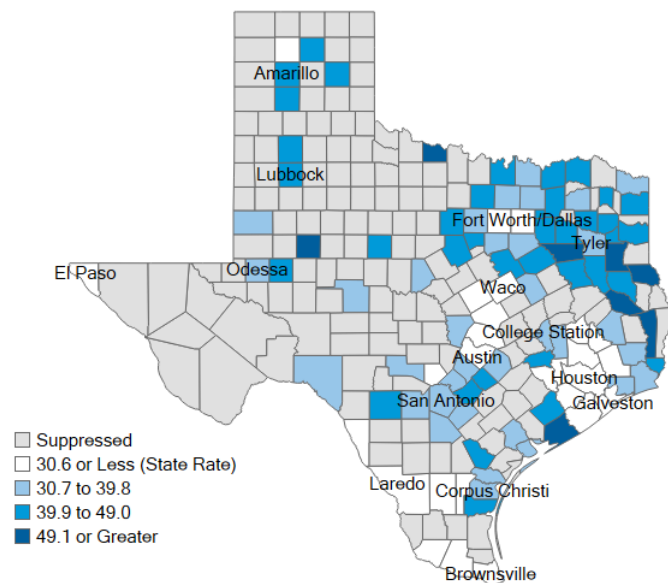 Amarillo
Lubbock
Fort Worth/Dallas
Tyler
El Paso
Odessa
Waco
College Station
Austin
Houston
San Antonio
Galveston
Suppressed
30.6 or Less (State Rate)
30.7 to 39.8
39.9 to 49.0
49.1 or Greater
Laredo
Corpus Christi
Brownsville